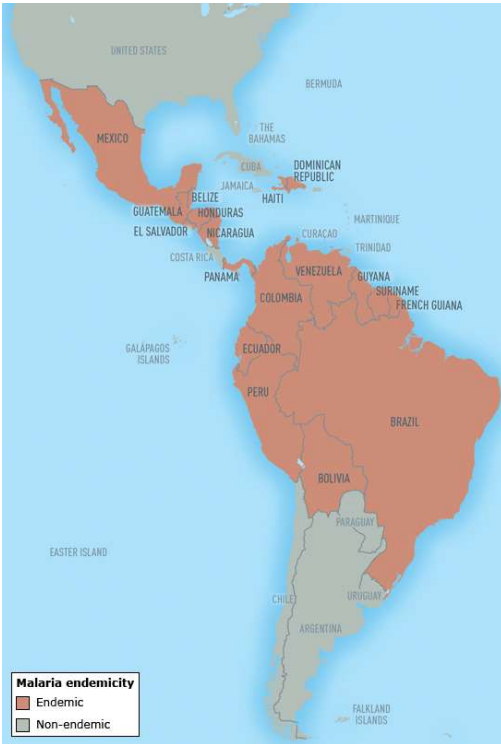 UNITED STATES
BERMUDA
MEXICO
THE
BAHAMAS
CUBA
DOMINICAN
REPUBLIC
JAMAICA
HAITI
BELIZE
GUATEMALA
HONDURAS
MARTINIQUE
EL SALVADOR
NICARAGUA
CURAÇAO
TRINIDAD
COSTA RICA
PANAMA
VENEZUELA
GUYANA
SURINAME
FRENCH GUIANA
COLOMBIA
GALÁPAGOS
ISLANDS
ECUADOR
PERU
BRAZIL
BOLIVIA
PARAGUAY
EASTER ISLAND
CHILE
URUGUAY
ARGENTINA
FALKLAND
ISLANDS
Malaria endemicity
Endemic
Non-endemic